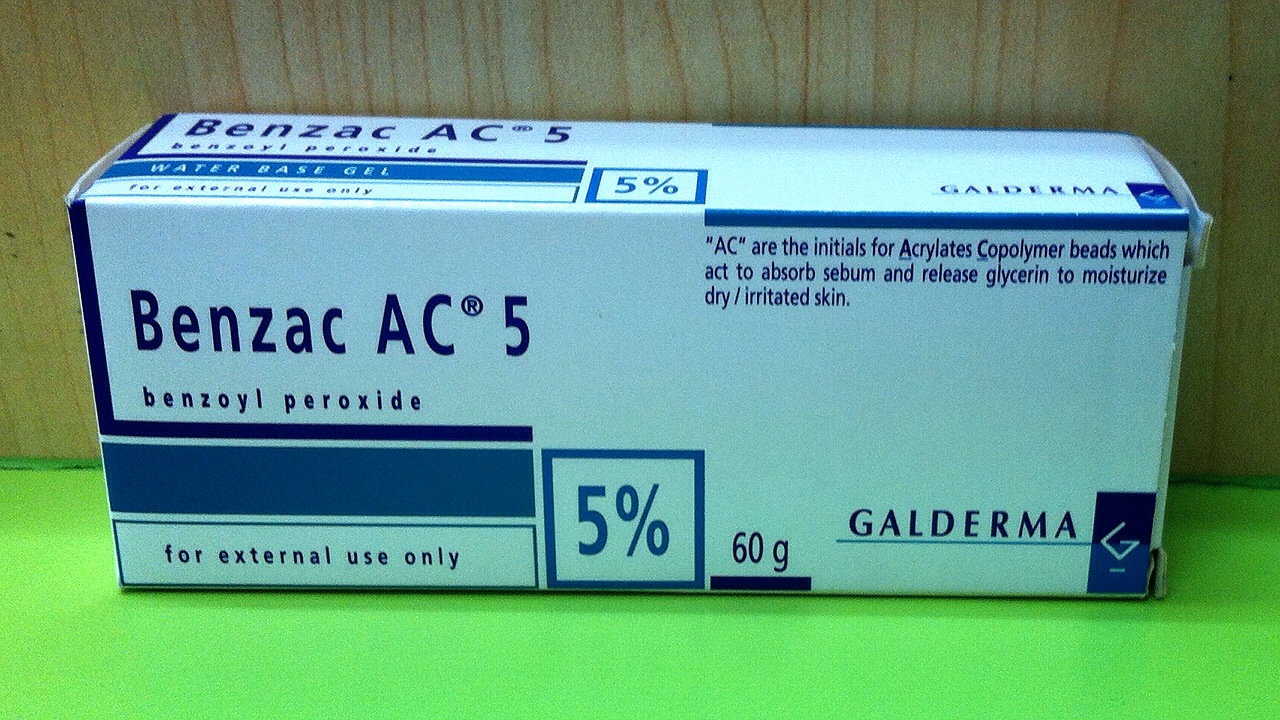 Benzac AC® 5
benzoyl peroxide
WATER BASE GEL
for external use only
5%
GALDERMA
"AC" are the initials for Acrylates Copolymer beads which
act to absorb sebum and release glycerin to moisturize
dry / irritated skin.
Benzac AC® 5
benzoyl peroxide
for external use only
5%
60 g
GALDERMA
G